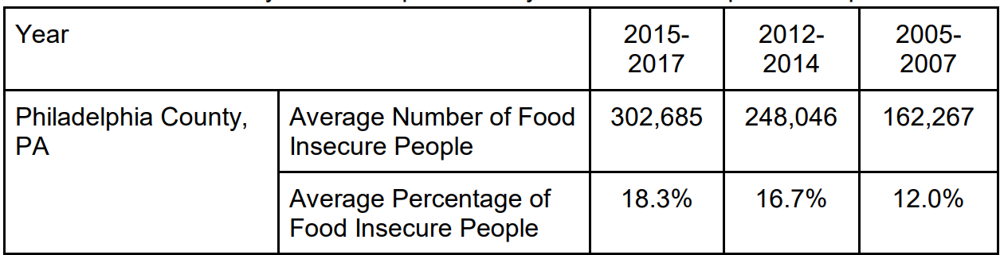 Year
2015-
2017
2012-
2014
2005-
2007
Philadelphia County,
PA
Average Number of Food
Insecure People
302,685
248,046
162,267
Average Percentage of
Food Insecure People
18.3%
16.7%
12.0%